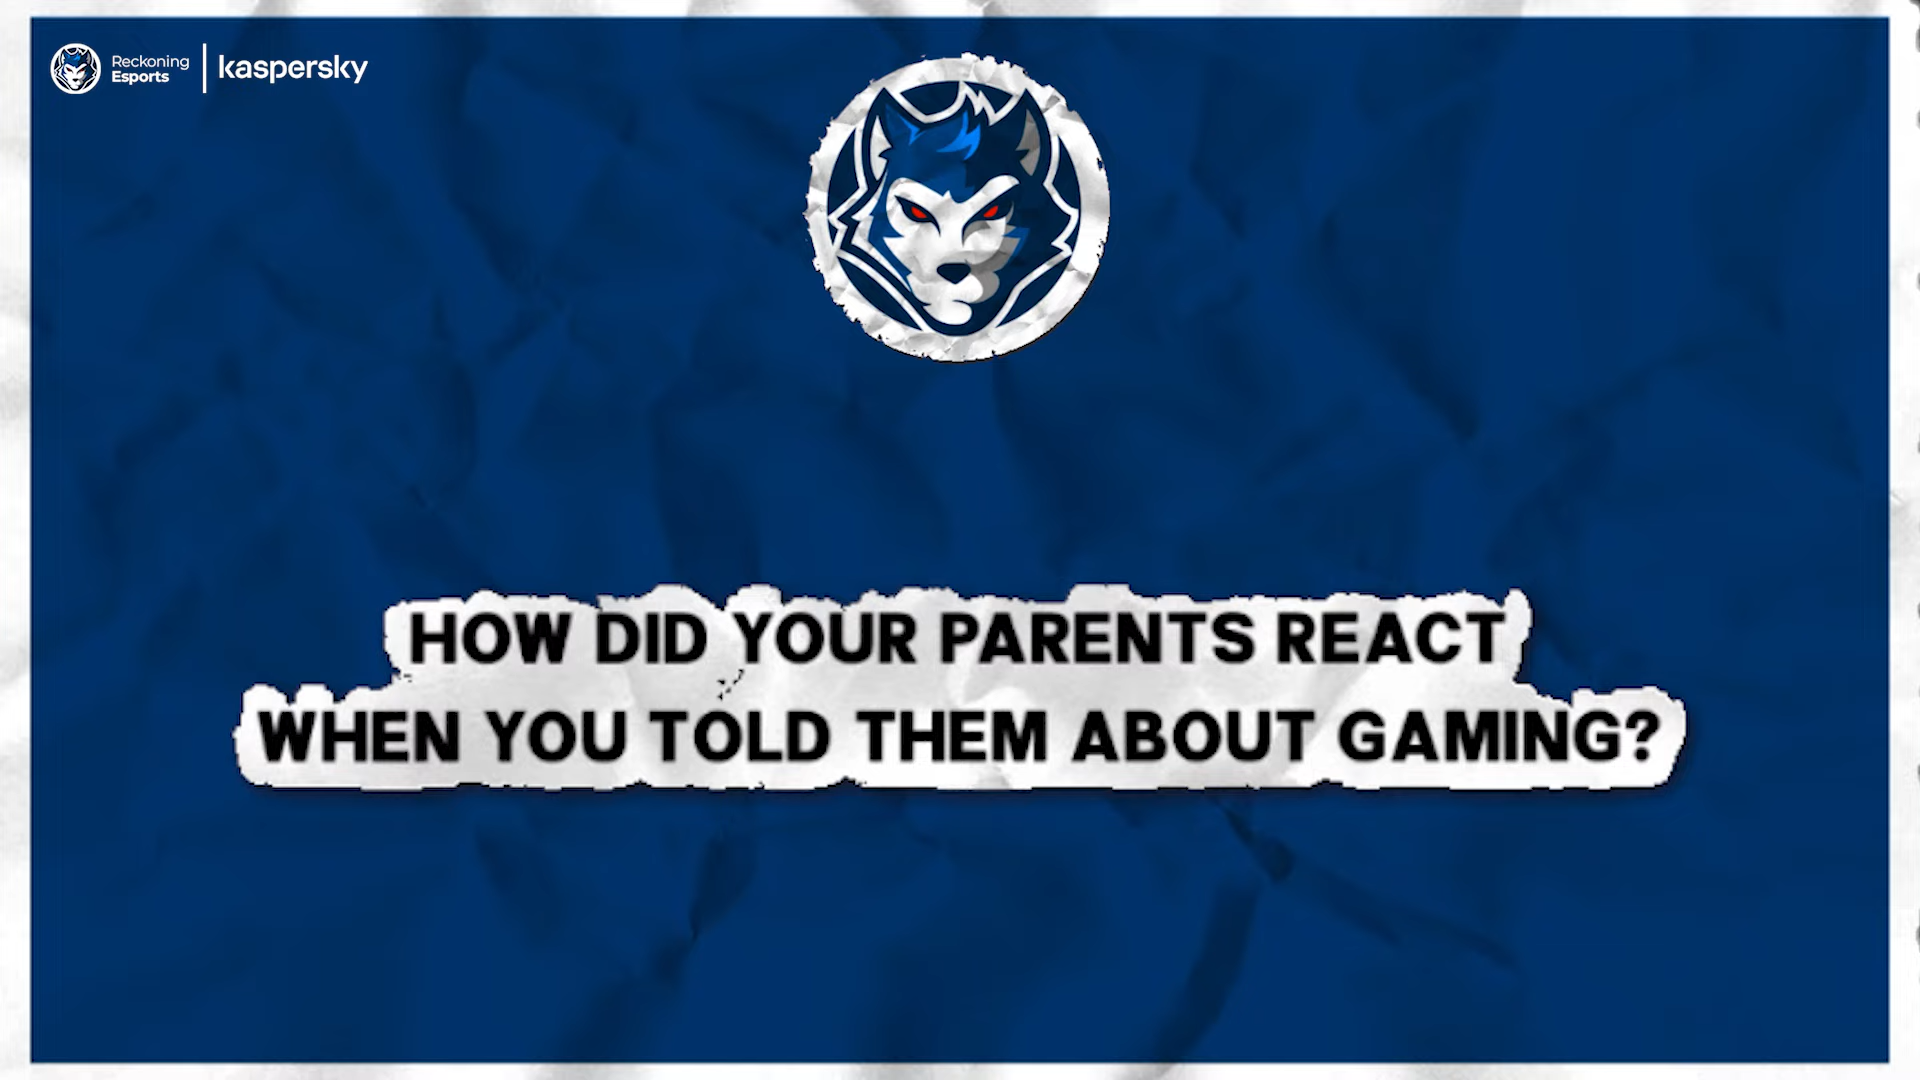 Reckoning
Esports
kaspersky
HOW DID YOUR PARENTS REACT
WHEN YOU TOLD THEM ABOUT GAMING?